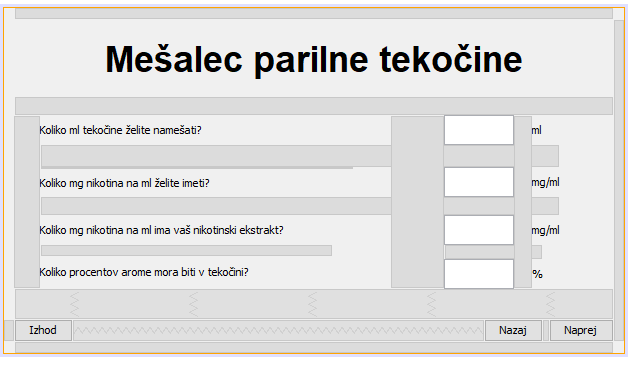 Mešalec parilne tekočine
Koliko ml tekočine želite namešati? ml
Koliko mg nikotina na ml želite imeti? mg/ml
Koliko mg nikotina na ml ima vaš nikotinski ekstrakt? mg/ml
Koliko procentov arome mora biti v tekočini? %
Izhod Nazaj Naprej